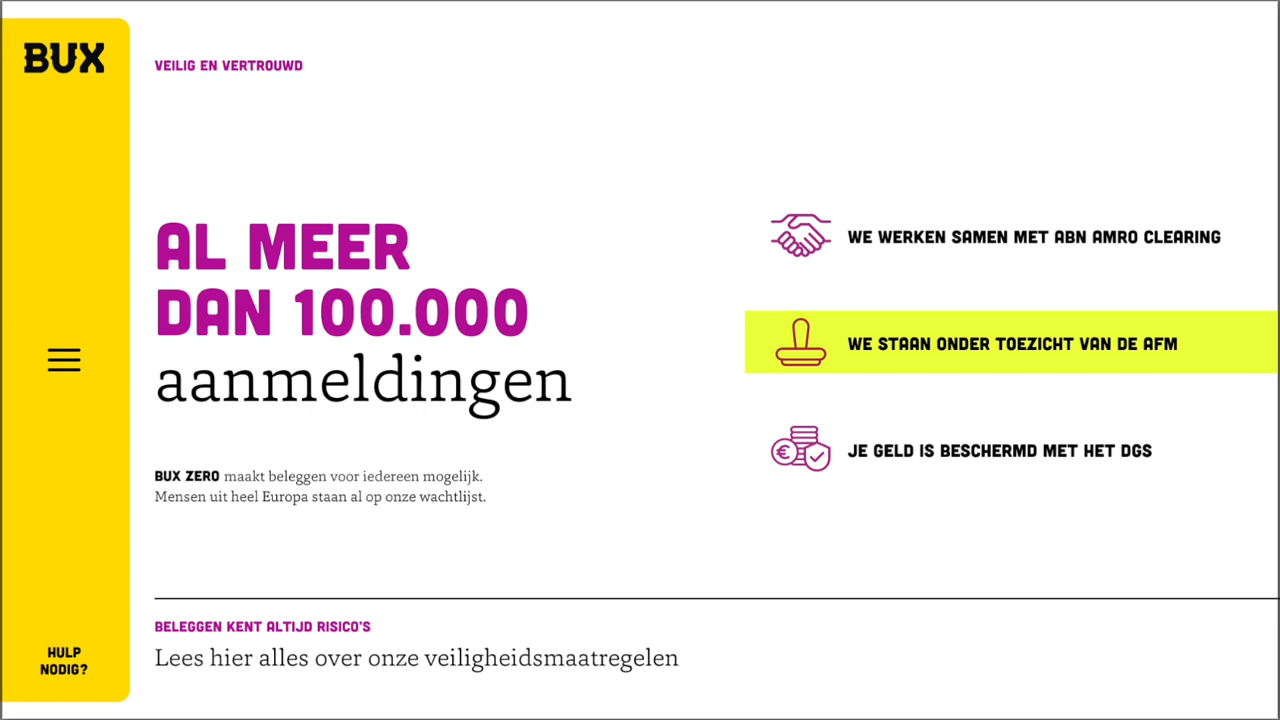 BUX
VEILIG EN VERTROUWD
AL MEER
DAN 100.000
aanmeldingen
BUX ZERO maakt beleggen voor iedereen mogelijk.
Mensen uit heel Europa staan al op onze wachtlijst.
WE WERKEN SAMEN MET ABN AMRO CLEARING
WE STAAN ONDER TOEZICHT VAN DE AFM
€
JE GELD IS BESCHERMD MET HET DGS
BELEGGEN KENT ALTIJD RISICO'S
Lees hier alles over onze veiligheidsmaatregelen
HULP
NODIG?